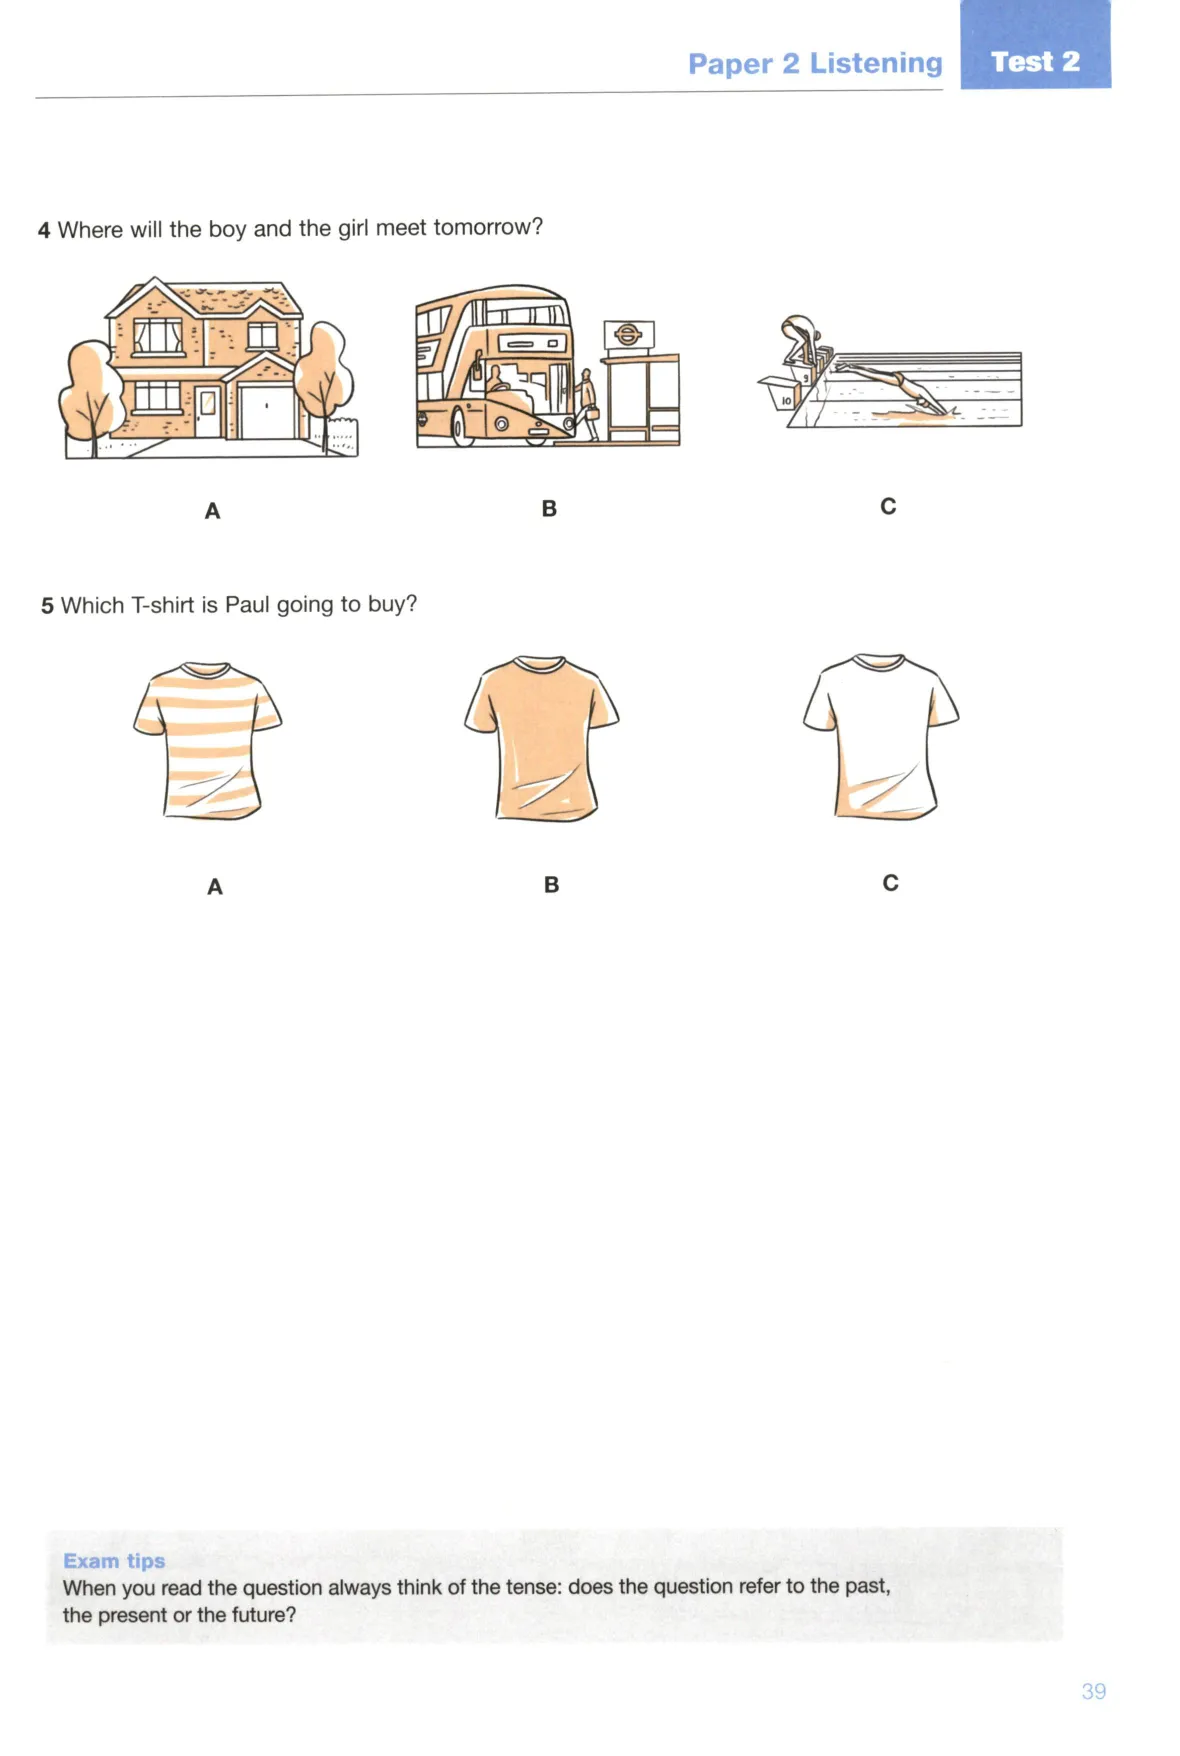 Paper 2 Listening
Test 2
4 Where will the boy and the girl meet tomorrow?
9
10
A
B
C
5 Which T-shirt is Paul going to buy?
A
B
C
Exam tips
When you read the question always think of the tense: does the question refer to the past,
the present or the future?
39